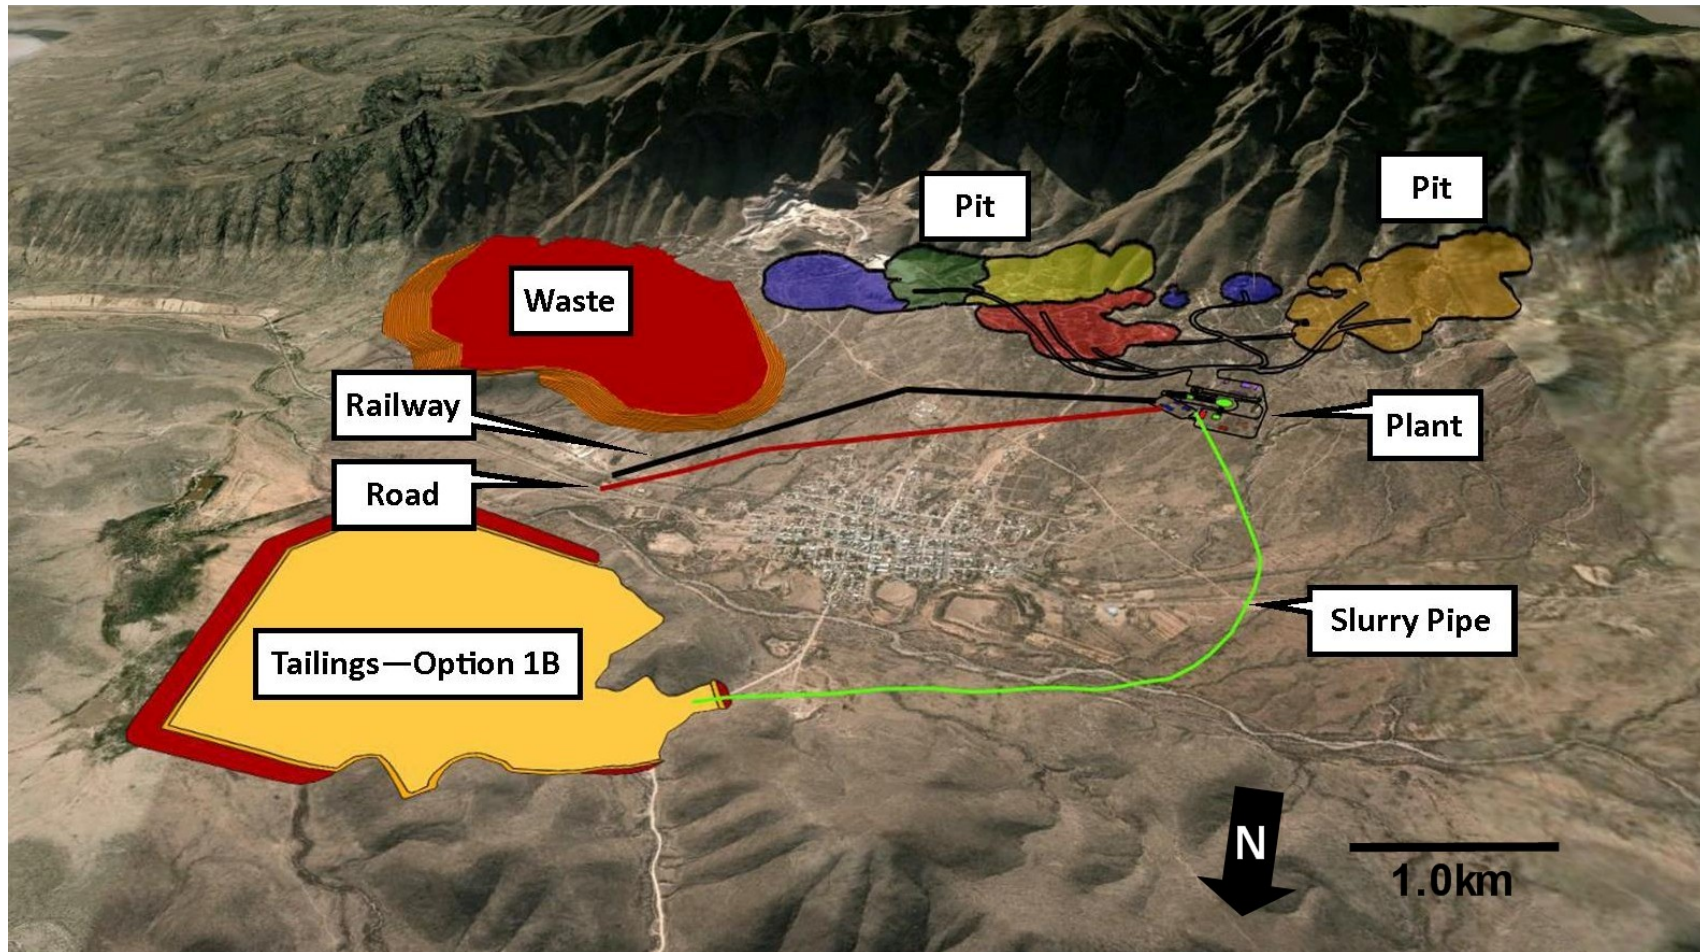 Pit
Pit
Waste
Railway
Road
Plant
Slurry Pipe
Tailings—Option 1B
N
1.0km